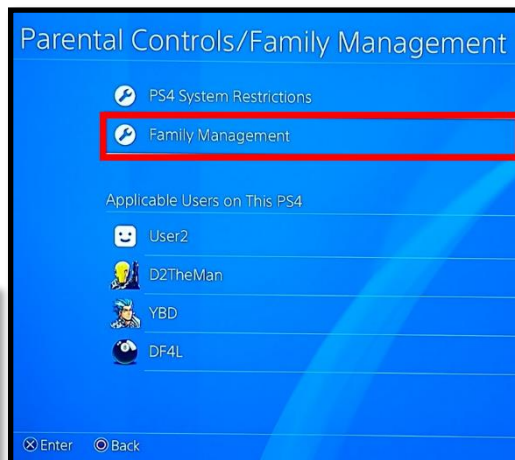 Parental Controls/Family Management
PS4 System Restrictions
Family Management
Applicable Users on This PS4
User2
D2TheMan
YBD
DF4L
Enter Back